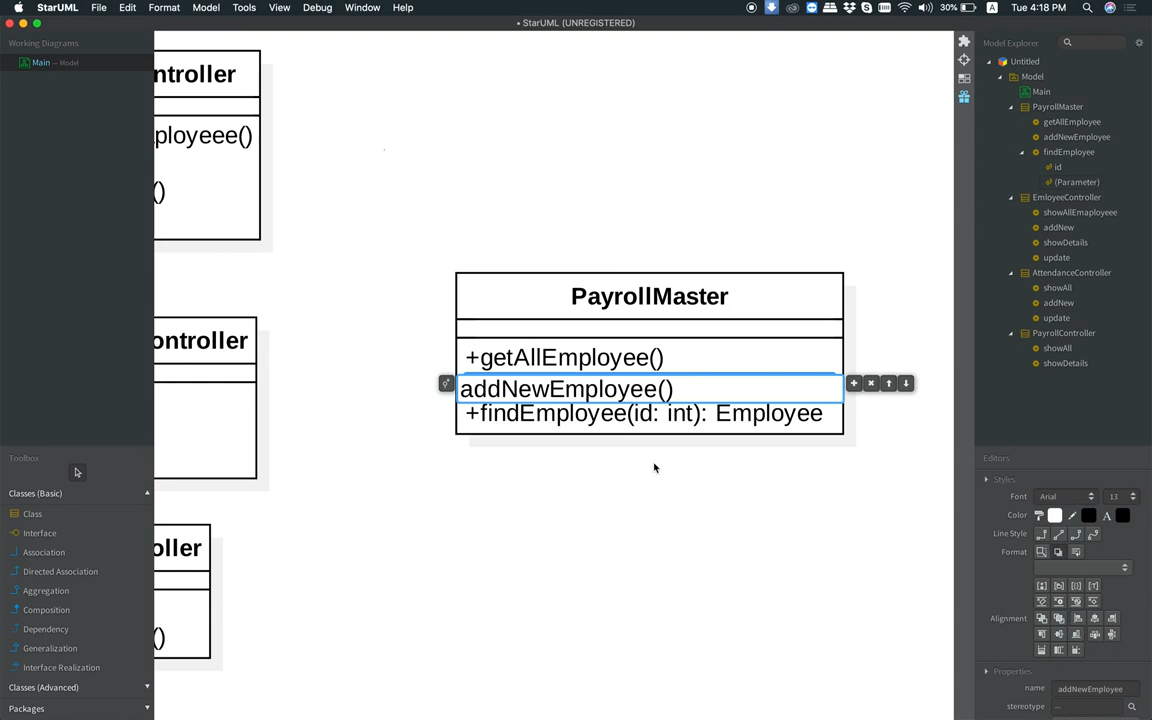 StarUML File Edit Format Model Tools View Debug Window Help 30% A Tue 4:18 PM
• StarUML (UNREGISTERED)
Working Diagrams
Main — Model
ntroller
ployeee()
()
ontroller
oller
()
PayrollMaster
+getAllEmployee()
addNewEmployee()
+findEmployee(id: int): Employee
Toolbox
Classes (Basic)
Class
Interface
Association
Directed Association
Aggregation
Composition
Dependency
Generalization
Interface Realization
Classes (Advanced)
Packages
Model Explorer
Untitled
Model
Main
PayrollMaster
getAllEmployee
addNewEmployee
findEmployee
id
(Parameter)
EmloyeeController
showAllEmapleyeee
addNew
showDetails
update
AttendanceController
showAll
addNew
update
PayrollController
showAll
showDetails
Editors
Styles
Font Arial 13
Color A
Line Style
Format
Alignment
Properties
name addNewEmployee
stereotype —